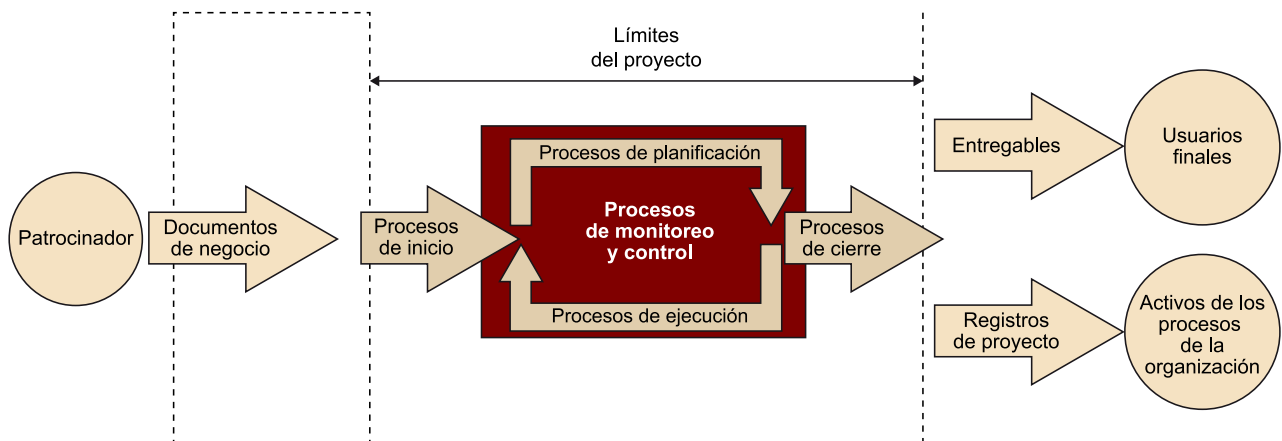 Límites
del proyecto
Patrocinador
Documentos
de negocio
Procesos
de inicio
Procesos de planificación
Procesos
de monitoreo
y control
Procesos de ejecución
Procesos
de cierre
Entregables
Usuarios
finales
Registros
de proyecto
Activos de los
procesos
de la
organización